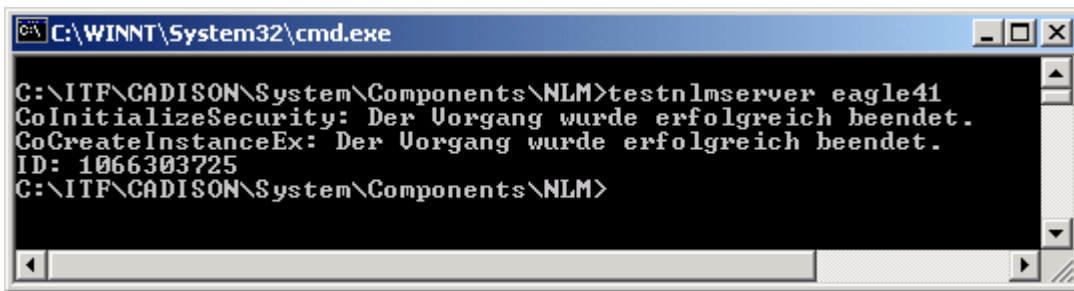 C:\WINNT\System32\cmd.exe
C:\ITF\CADISON\System\Components\NLM>testnlmserver eagle41
CoInitializeSecurity: Der Vorgang wurde erfolgreich beendet.
CoCreateInstanceEx: Der Vorgang wurde erfolgreich beendet.
ID: 1066303725
C:\ITF\CADISON\System\Components\NLM>